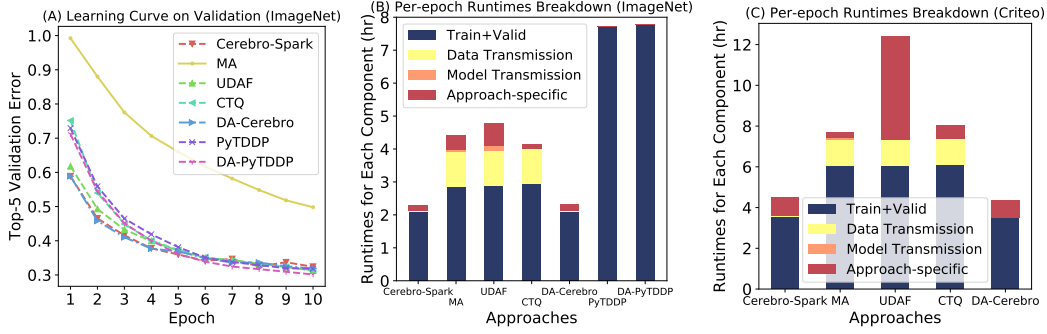 (A) Learning Curve on Validation (ImageNet)
1.0
0.9
0.8
0.7
0.6
0.5
0.4
0.3
Top-5 Validation Error
Cerebro-Spark
MA
UDAF
CTQ
DA-Cerebro
PyTDDP
DA-PyTDDP
1 2 3 4 5 6 7 8 9 10
Epoch
(B) Per-epoch Runtimes Breakdown (ImageNet)
8
7
6
5
4
3
2
1
0
Runtimes for Each Component (hr)
Train+Valid
Data Transmission
Model Transmission
Approach-specific
Cerebro-Spark UDAF DA-Cerebro DA-PyTDDP
MA CTQ PyTDDP
Approaches
(C) Per-epoch Runtimes Breakdown (Criteo)
12
10
8
6
4
2
0
Runtimes for Each Component (hr)
Train+Valid
Data Transmission
Model Transmission
Approach-specific
Cerebro-Spark MA UDAF CTQ DA-Cerebro
Approaches